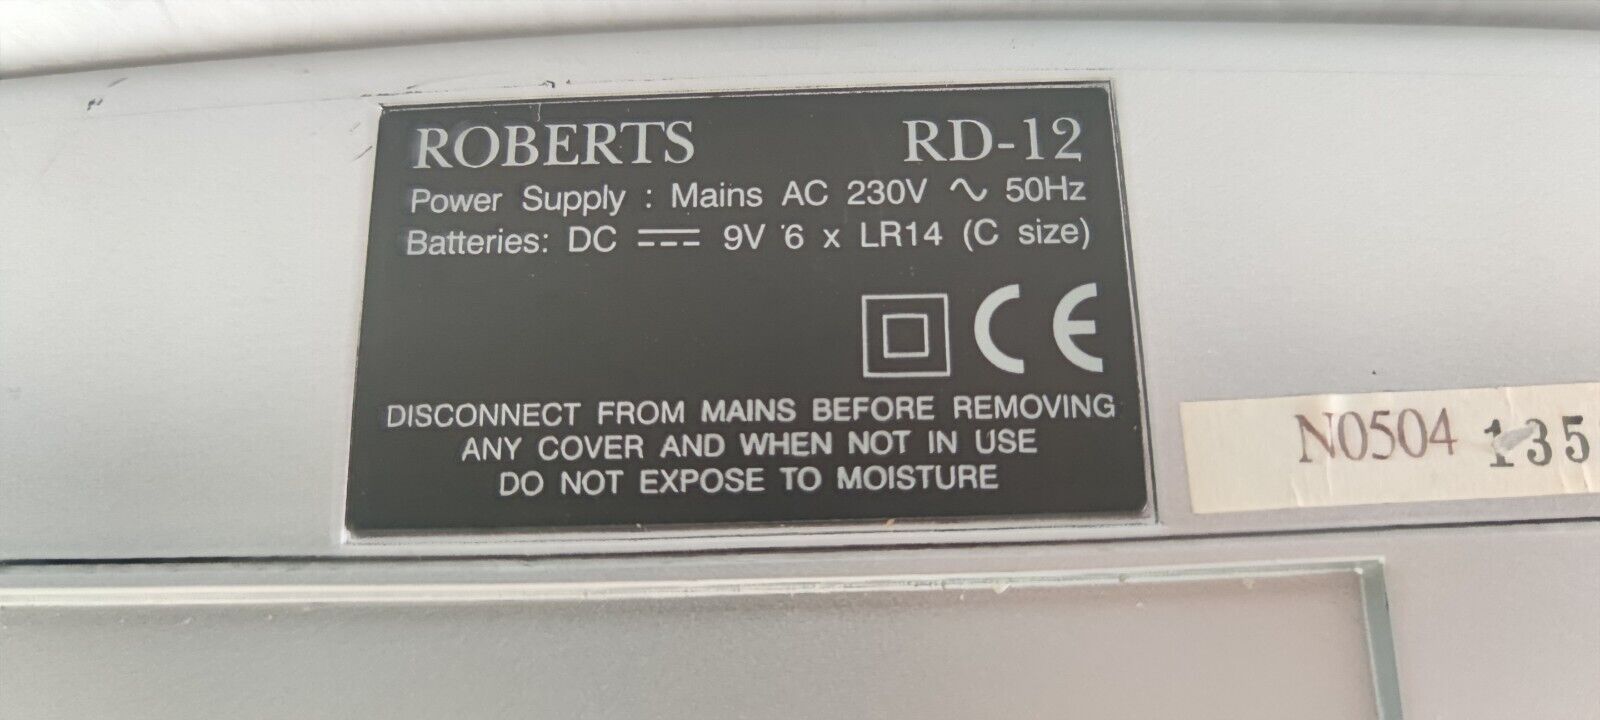 ROBERTS RD-12
Power Supply : Mains AC 230V ∿ 50Hz
Batteries: DC ⎓ 9V 6 x LR14 (C size)
CE
DISCONNECT FROM MAINS BEFORE REMOVING
ANY COVER AND WHEN NOT IN USE
DO NOT EXPOSE TO MOISTURE
N0504 135